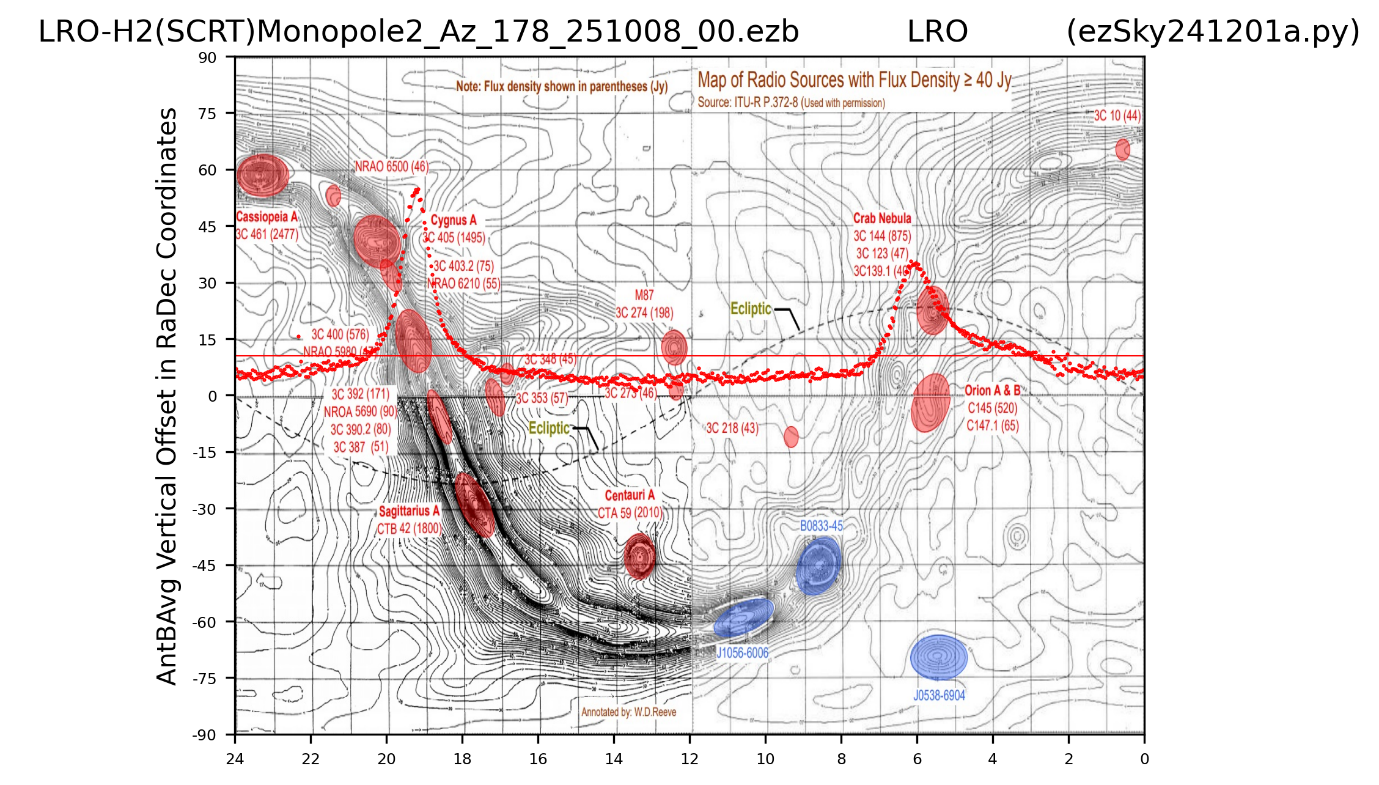 LRO-H2(SCRT)Monopole2_Az_178_251008_00.ezb LRO (ezSky241201a.py)
AntBAvg Vertical Offset in RaDec Coordinates
90
75
60
45
30
15
0
-15
-30
-45
-60
-75
-90
Note: Flux density shown in parentheses (Jy)
Map of Radio Sources with Flux Density ≥ 40 Jy
Source: ITU-R P.372-8 (Used with permission)
3C 10 (44)
NRAO 6500 (46)
Cassiopeia A
3C 461 (2477)
Cygnus A
3C 405 (1495)
3C 403.2 (75)
NRAO 6210 (55)
Crab Nebula
3C 144 (875)
3C 123 (47)
3C139.1 (40)
M87
3C 274 (198)
Ecliptic
3C 400 (576)
NRAO 5980
3C 348 (45)
3C 392 (171)
NROA 5690 (90)
3C 390.2 (80)
3C 387 (51)
3C 353 (57)
3C 273 (46)
Orion A & B
C145 (520)
C147.1 (65)
Ecliptic
3C 218 (43)
Sagittarius A
CTB 42 (1800)
Centauri A
CTA 59 (2010)
B0833-45
J1056-6006
J0538-6904
Annotated by: W.D.Reeve
24 22 20 18 16 14 12 10 8 6 4 2 0